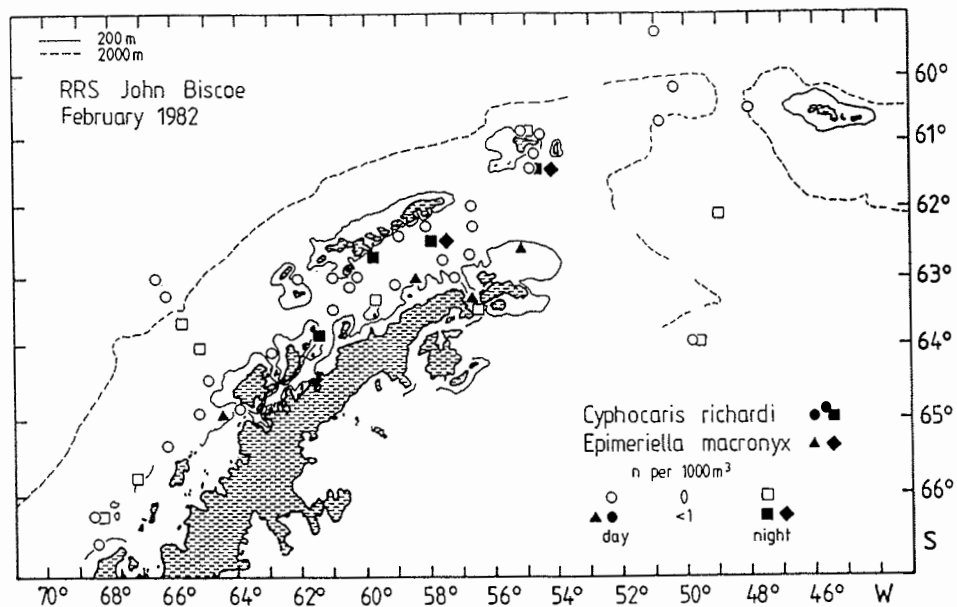 200 m
2000 m
RRS John Biscoe
February 1982
60°
61°
62°
63°
64°
65°
66°
S
Cyphocaris richardi
Epimeriella macronyx
n per 1000 m³
0
<1
day night
70° 68° 66° 64° 62° 60° 58° 56° 54° 52° 50° 48° 46° W